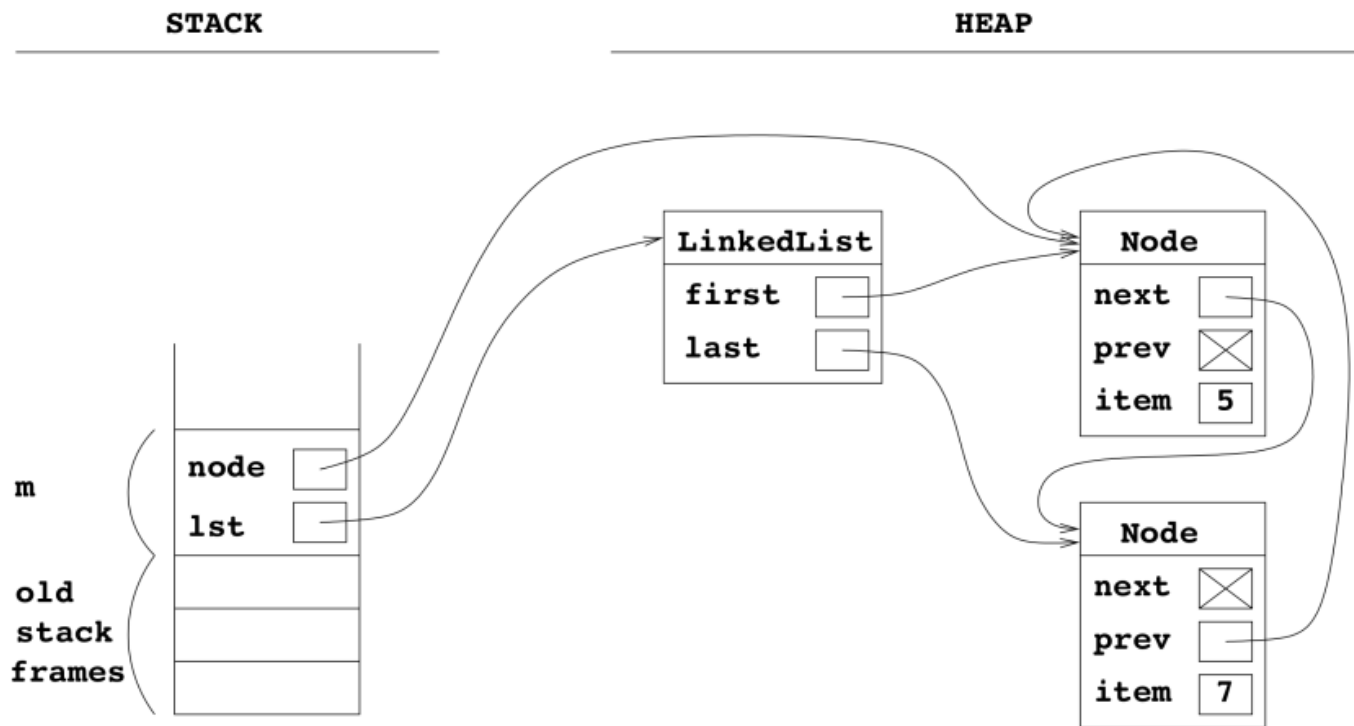 STACK
HEAP
LinkedList
first
last
Node
next
prev
item 5
node
lst
m
old
stack
frames
Node
next
prev
item 7